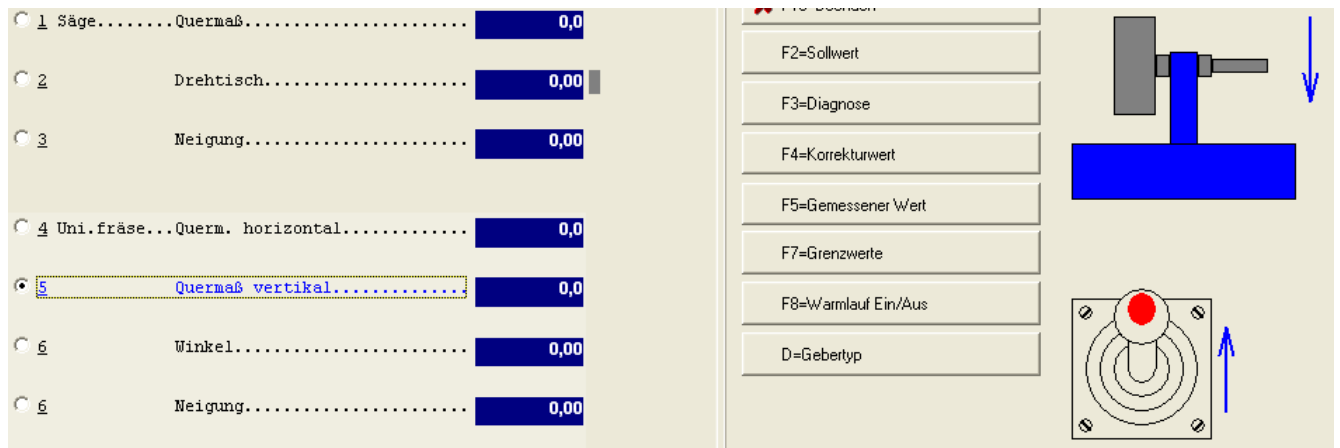 1 Säge........Quermaß...................... 0,0
2 Drehtisch.................... 0,00
3 Neigung...................... 0,00
4 Uni.fräse...Querm. horizontal............. 0,0
5 Quermaß vertikal.............. 0,0
6 Winkel....................... 0,00
6 Neigung...................... 0,00
F2=Sollwert
F3=Diagnose
F4=Korrekturwert
F5=Gemessener Wert
F7=Grenzwerte
F8=Warmlauf Ein/Aus
D=Gebertyp